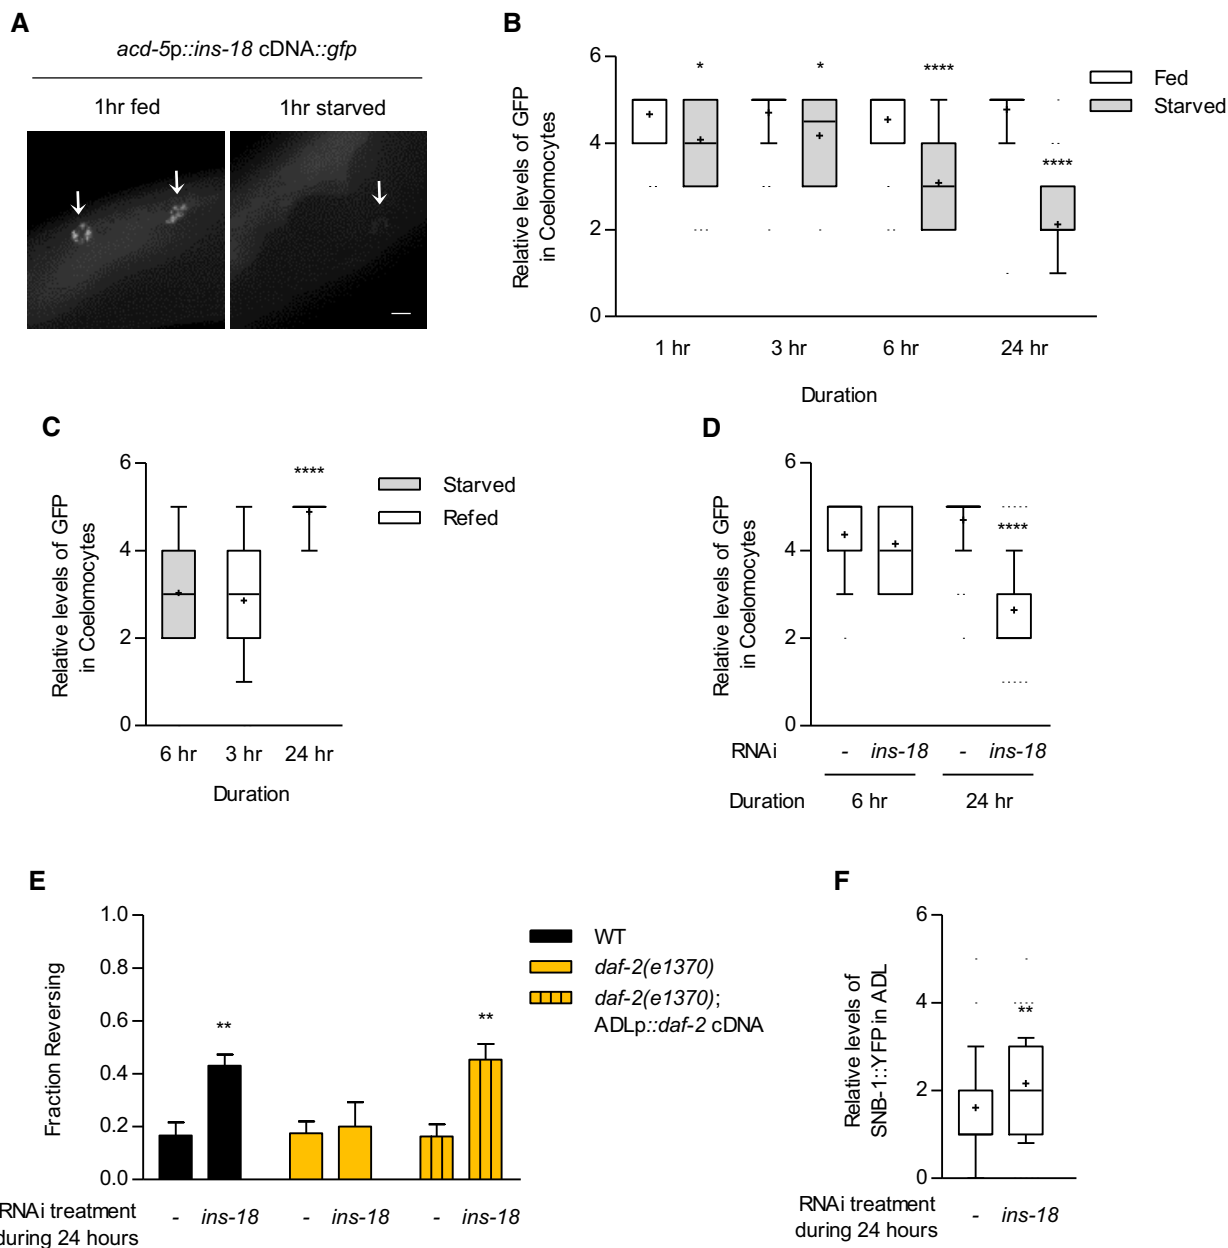 A
acd-5p::ins-18 cDNA::gfp
1hr fed
1hr starved
B
Relative levels of GFP
in Coelomocytes
6
4
2
0
*
*
****
****
1 hr
3 hr
6 hr
24 hr
Duration
Fed
Starved
C
Relative levels of GFP
in Coelomocytes
6
4
2
0
****
6 hr
3 hr
24 hr
Duration
Starved
Refed
D
Relative levels of GFP
in Coelomocytes
6
4
2
0
****
RNAi
-
ins-18
-
ins-18
Duration
6 hr
24 hr
E
Fraction Reversing
1.0
0.8
0.6
0.4
0.2
0.0
**
**
WT
daf-2(e1370)
daf-2(e1370);
ADLp::daf-2 cDNA
RNAi treatment
during 24 hours
-
ins-18
-
ins-18
-
ins-18
F
Relative levels of
SNB-1::YFP in ADL
6
4
2
0
**
RNAi treatment
during 24 hours
-
ins-18